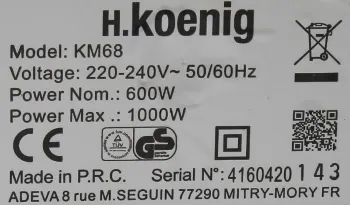 H.koenig
Model: KM68
Voltage: 220-240V~ 50/60Hz
Power Nom.: 600W
Power Max .: 1000W
CE TÜV GS
Made in P.R.C. Serial N°: 4160420 1 4 3
ADEVA 8 rue M.SEGUIN 77290 MITRY-MORY FR